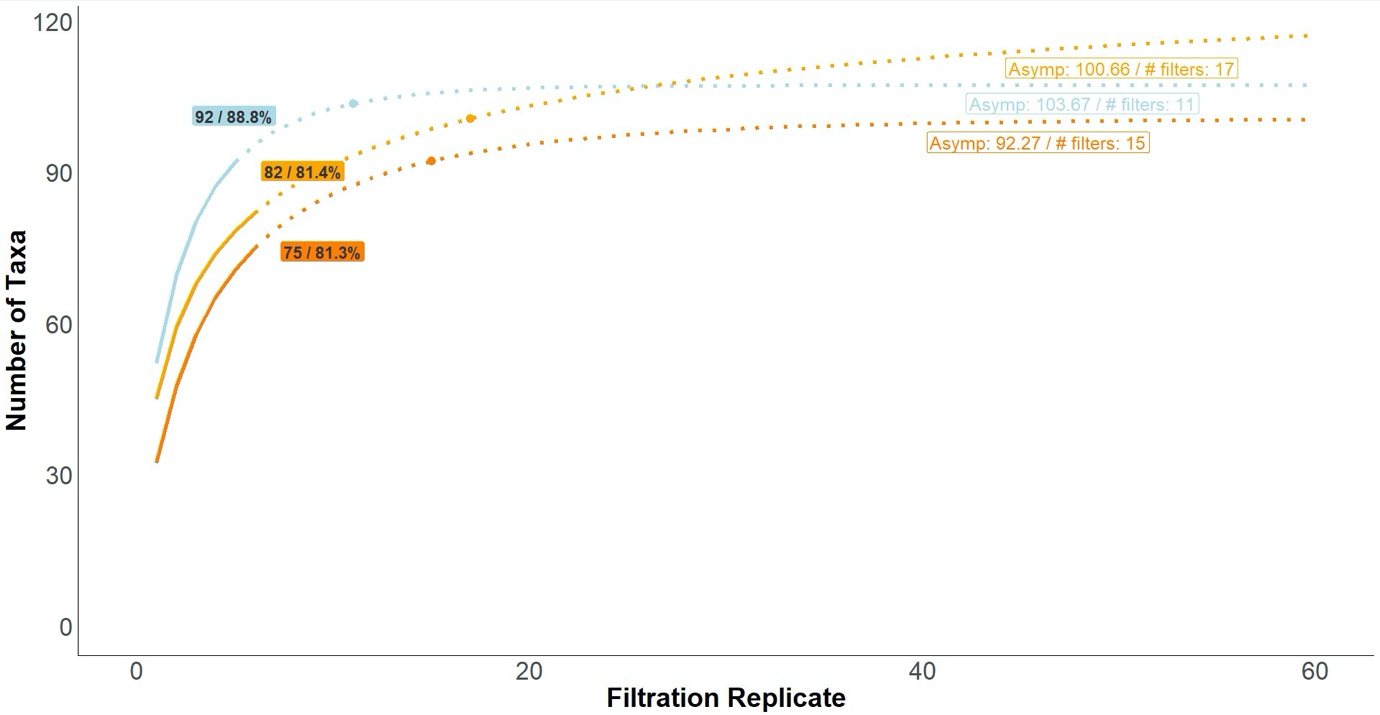 120
90
60
30
0
Number of Taxa
92 / 88.8%
82 / 81.4%
75 / 81.3%
Asymp: 100.66 / # filters: 17
Asymp: 103.67 / # filters: 11
Asymp: 92.27 / # filters: 15
0
20
40
60
Filtration Replicate